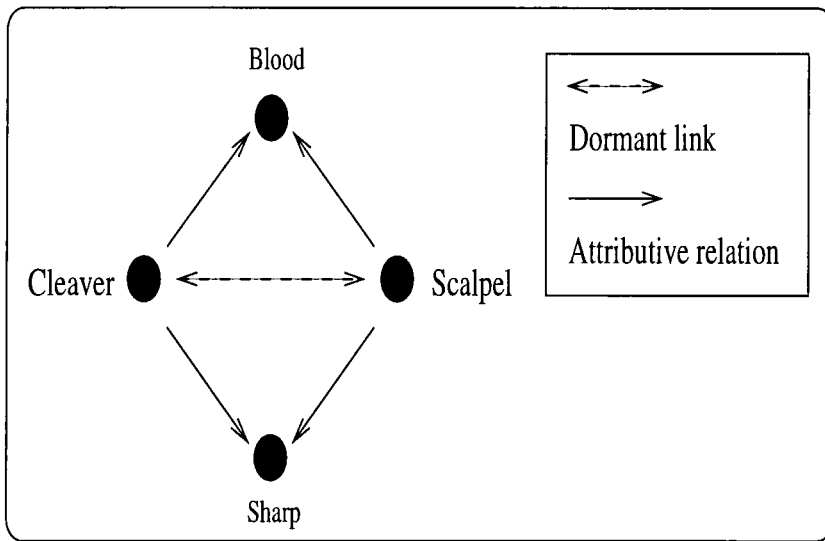 Blood
Cleaver
Scalpel
Sharp
Dormant link
Attributive relation